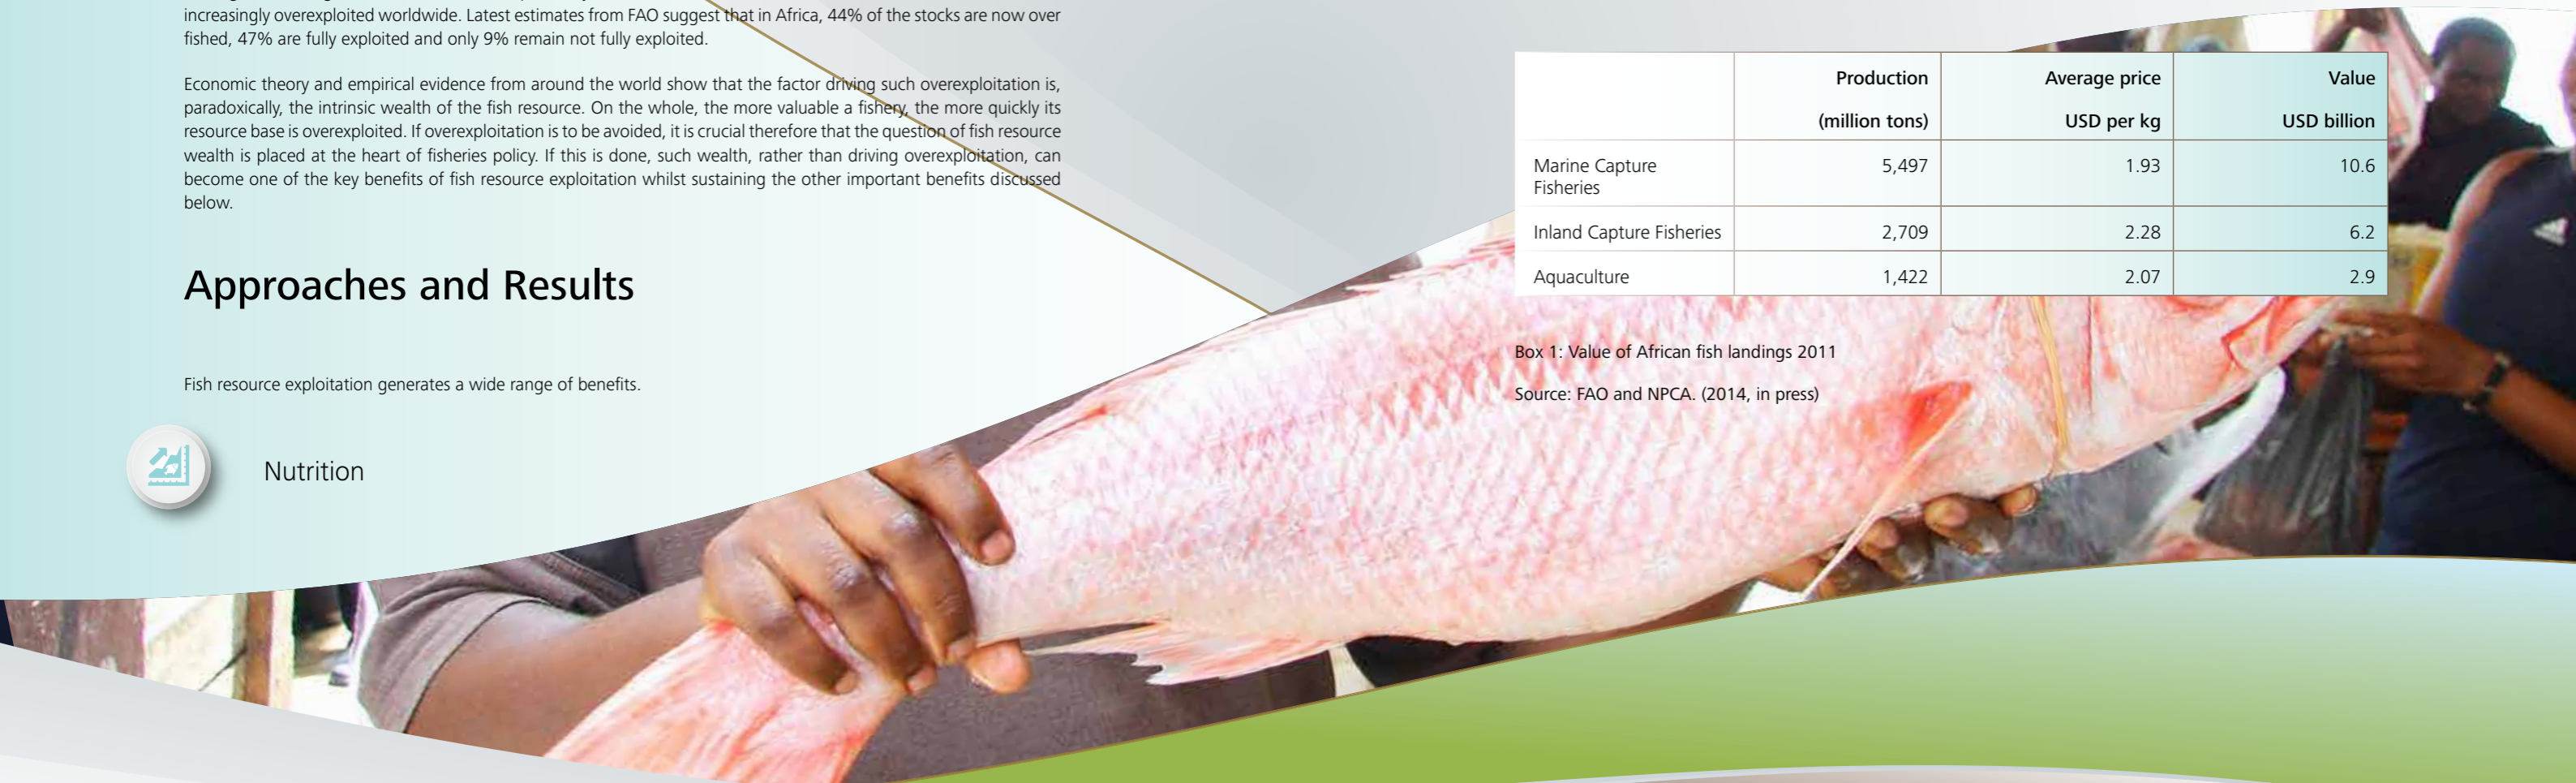 increasingly overexploited worldwide. Latest estimates from FAO suggest that in Africa, 44% of the stocks are now over
fished, 47% are fully exploited and only 9% remain not fully exploited.
Economic theory and empirical evidence from around the world show that the factor driving such overexploitation is,
paradoxically, the intrinsic wealth of the fish resource. On the whole, the more valuable a fishery, the more quickly its
resource base is overexploited. If overexploitation is to be avoided, it is crucial therefore that the question of fish resource
wealth is placed at the heart of fisheries policy. If this is done, such wealth, rather than driving overexploitation, can
become one of the key benefits of fish resource exploitation whilst sustaining the other important benefits discussed
below.
Approaches and Results
Fish resource exploitation generates a wide range of benefits.
Nutrition
Production Average price Value
(million tons) USD per kg USD billion
Marine Capture 5,497 1.93 10.6
Fisheries
Inland Capture Fisheries 2,709 2.28 6.2
Aquaculture 1,422 2.07 2.9
Box 1: Value of African fish landings 2011
Source: FAO and NPCA. (2014, in press)